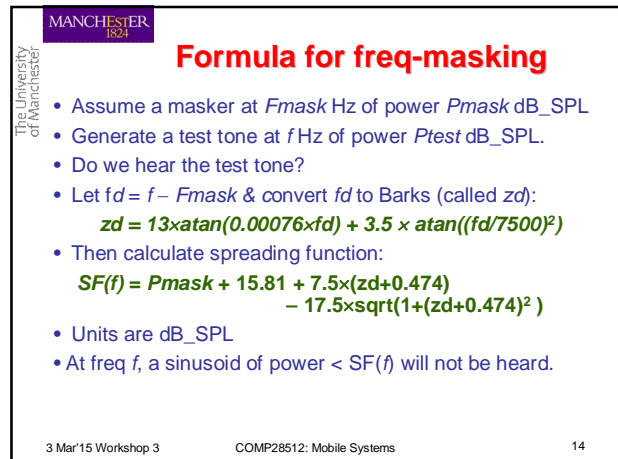 MANCHESTER
1824
The University
of Manchester
Formula for freq-masking
• Assume a masker at Fmask Hz of power Pmask dB_SPL
• Generate a test tone at f Hz of power Ptest dB_SPL.
• Do we hear the test tone?
• Let fd = f – Fmask & convert fd to Barks (called zd):
zd = 13×atan(0.00076×fd) + 3.5 × atan((fd/7500)²)
• Then calculate spreading function:
SF(f) = Pmask + 15.81 + 7.5×(zd+0.474)
– 17.5×sqrt(1+(zd+0.474)² )
• Units are dB_SPL
• At freq f, a sinusoid of power < SF(f) will not be heard.
3 Mar'15 Workshop 3 COMP28512: Mobile Systems 14